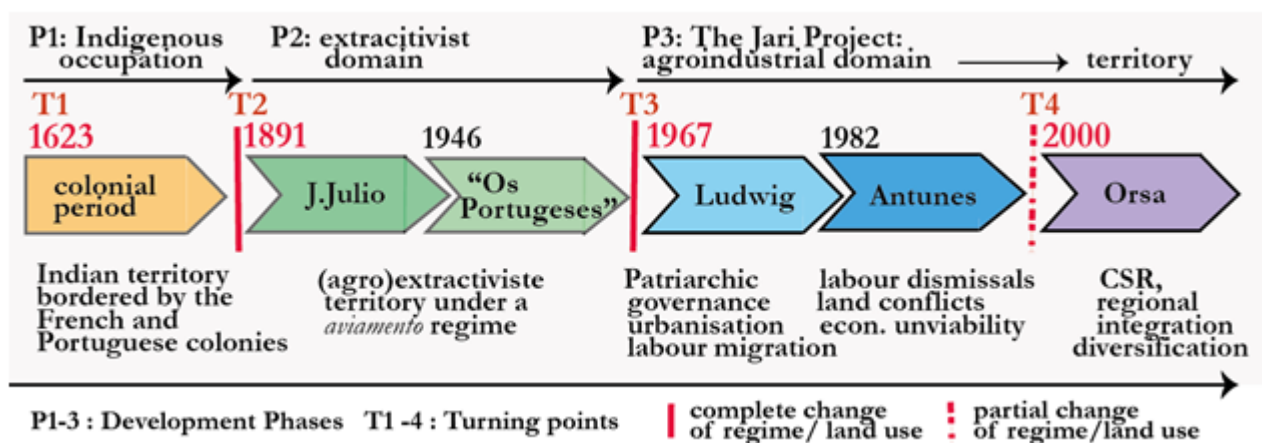 P1: Indigenous
occupation
P2: extracitivist
domain
P3: The Jari Project:
agroindustrial domain
territory
T1
T2
T3
T4
1623
1891
1946
1967
1982
2000
colonial
period
J.Julio
“Os
Portugeses”
Ludwig
Antunes
Orsa
Indian territory
bordered by the
French and
Portuguese colonies
(agro)extractiviste
territory under a
aviamento regime
Patriarchic
governance
urbanisation
labour migration
labour dismissals
land conflicts
econ. unviability
CSR,
regional
integration
diversification
P1-3 : Development Phases
T1 -4 : Turning points
complete change
of regime/ land use
partial change
of regime/ land use